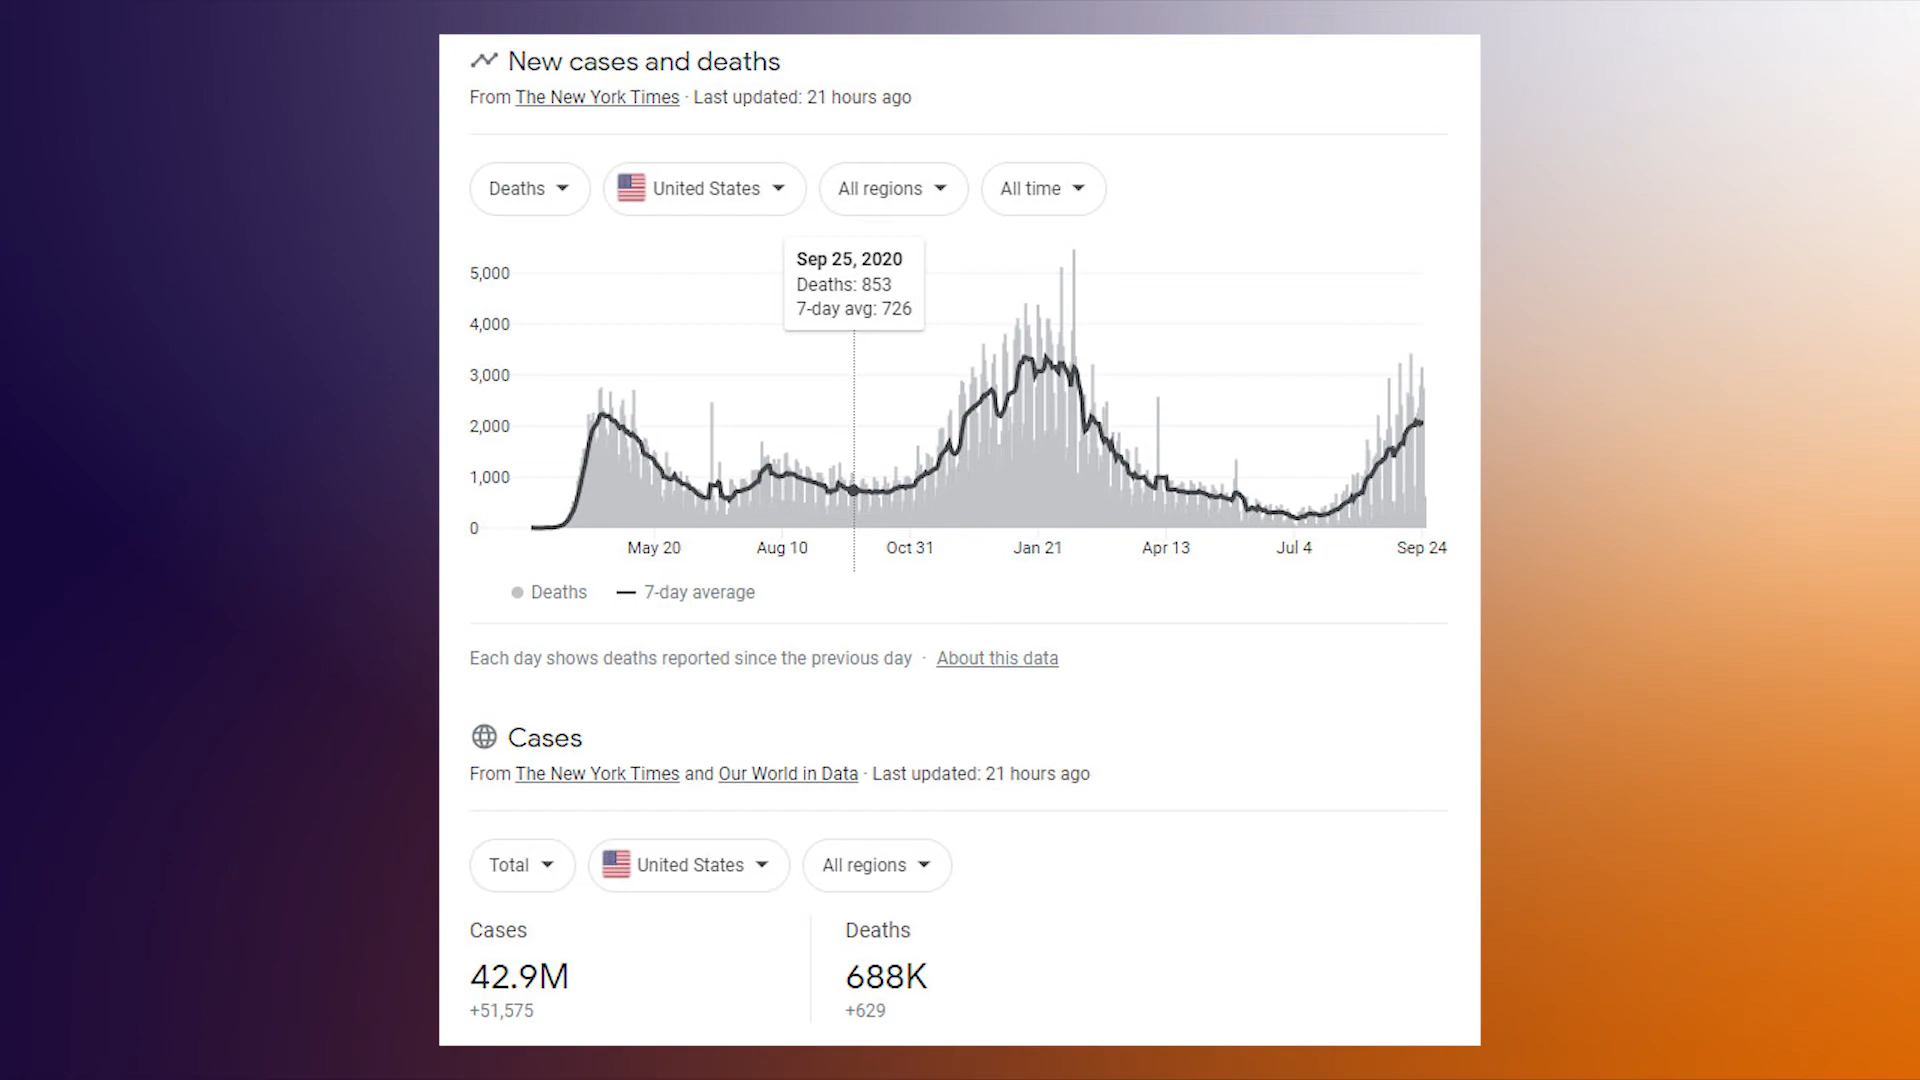 New cases and deaths
From The New York Times · Last updated: 21 hours ago
Deaths
United States
All regions
All time
Sep 25, 2020
Deaths: 853
7-day avg: 726
5,000
4,000
3,000
2,000
1,000
0
May 20 Aug 10 Oct 31 Jan 21 Apr 13 Jul 4 Sep 24
Deaths 7-day average
Each day shows deaths reported since the previous day · About this data
Cases
From The New York Times and Our World in Data · Last updated: 21 hours ago
Total
United States
All regions
Cases
42.9M
+51,575
Deaths
688K
+629